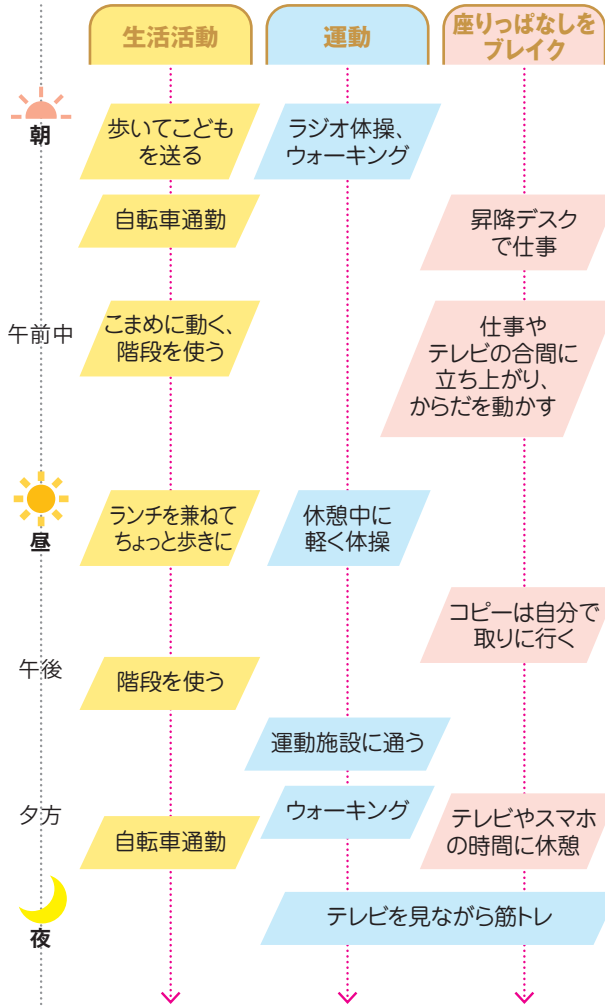 生活活動
運動
座りっぱなしを
ブレイク
朝
歩いてこども
を送る
ラジオ体操、
ウォーキング
自転車通勤
昇降デスク
で仕事
午前中
こまめに動く、
階段を使う
仕事や
テレビの合間に
立ち上がり、
からだを動かす
昼
ランチを兼ねて
ちょっと歩きに
休憩中に
軽く体操
コピーは自分で
取りに行く
午後
階段を使う
運動施設に通う
夕方
ウォーキング
自転車通勤
テレビやスマホ
の時間に休憩
夜
テレビを見ながら筋トレ